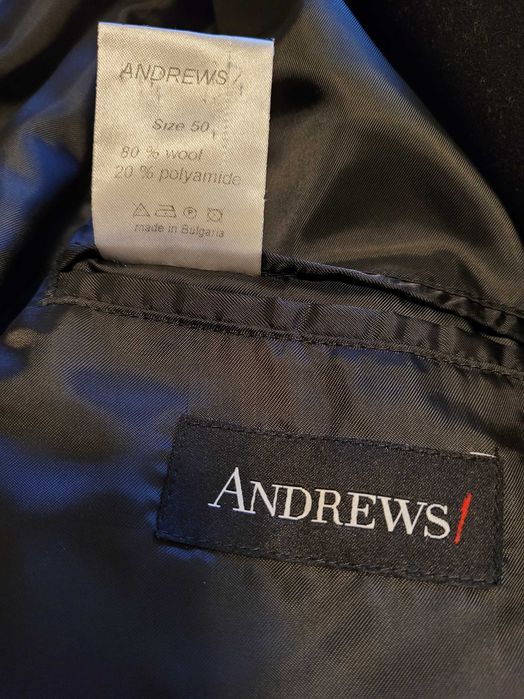 ANDREWS/
Size 50
80 % wool
20 % polyamide
made in Bulgaria
ANDREWS/